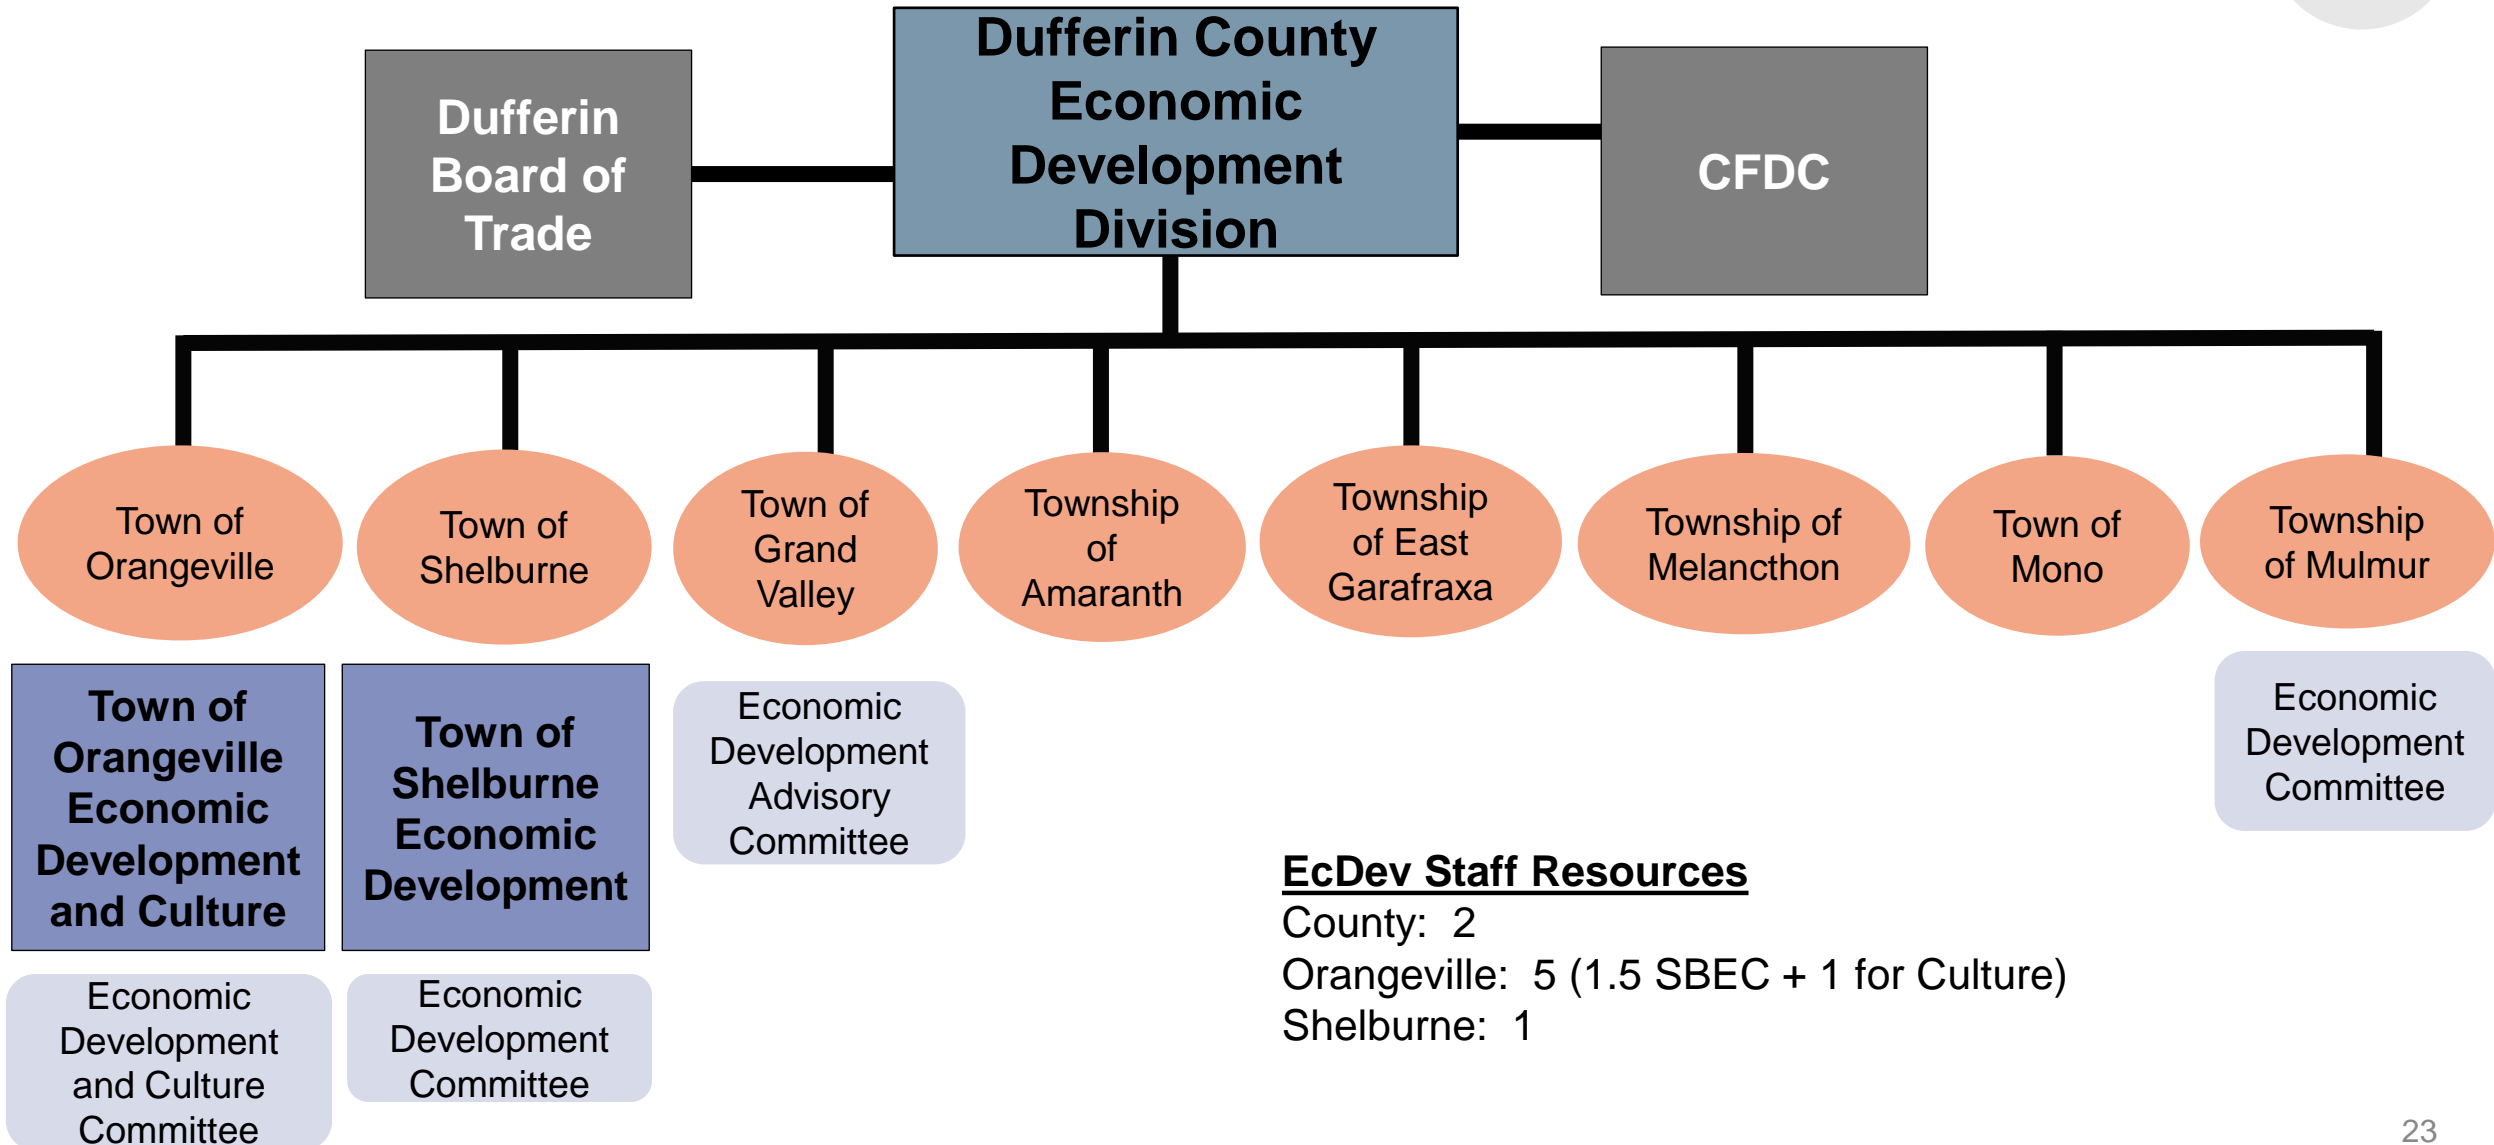 Dufferin County
Economic
Development
Division
Dufferin
Board of
Trade
CFDC
Town of
Orangeville
Town of
Shelburne
Town of
Grand
Valley
Township
of
Amaranth
Township
of East
Garafraxa
Township of
Melancthon
Town of
Mono
Township
of Mulmur
Town of
Orangeville
Economic
Development
and Culture
Town of
Shelburne
Economic
Development
Economic
Development
Advisory
Committee
Economic
Development
Committee
Economic
Development
and Culture
Committee
Economic
Development
Committee
EcDev Staff Resources
County:  2
Orangeville:  5 (1.5 SBEC + 1 for Culture)
Shelburne:  1
23